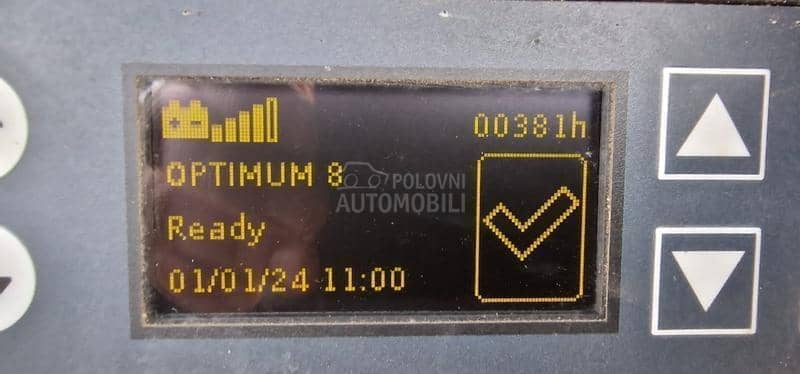 00381h
OPTIMUM 8
POLOVNI
AUTOMOBILI
Ready
01/01/24 11:00